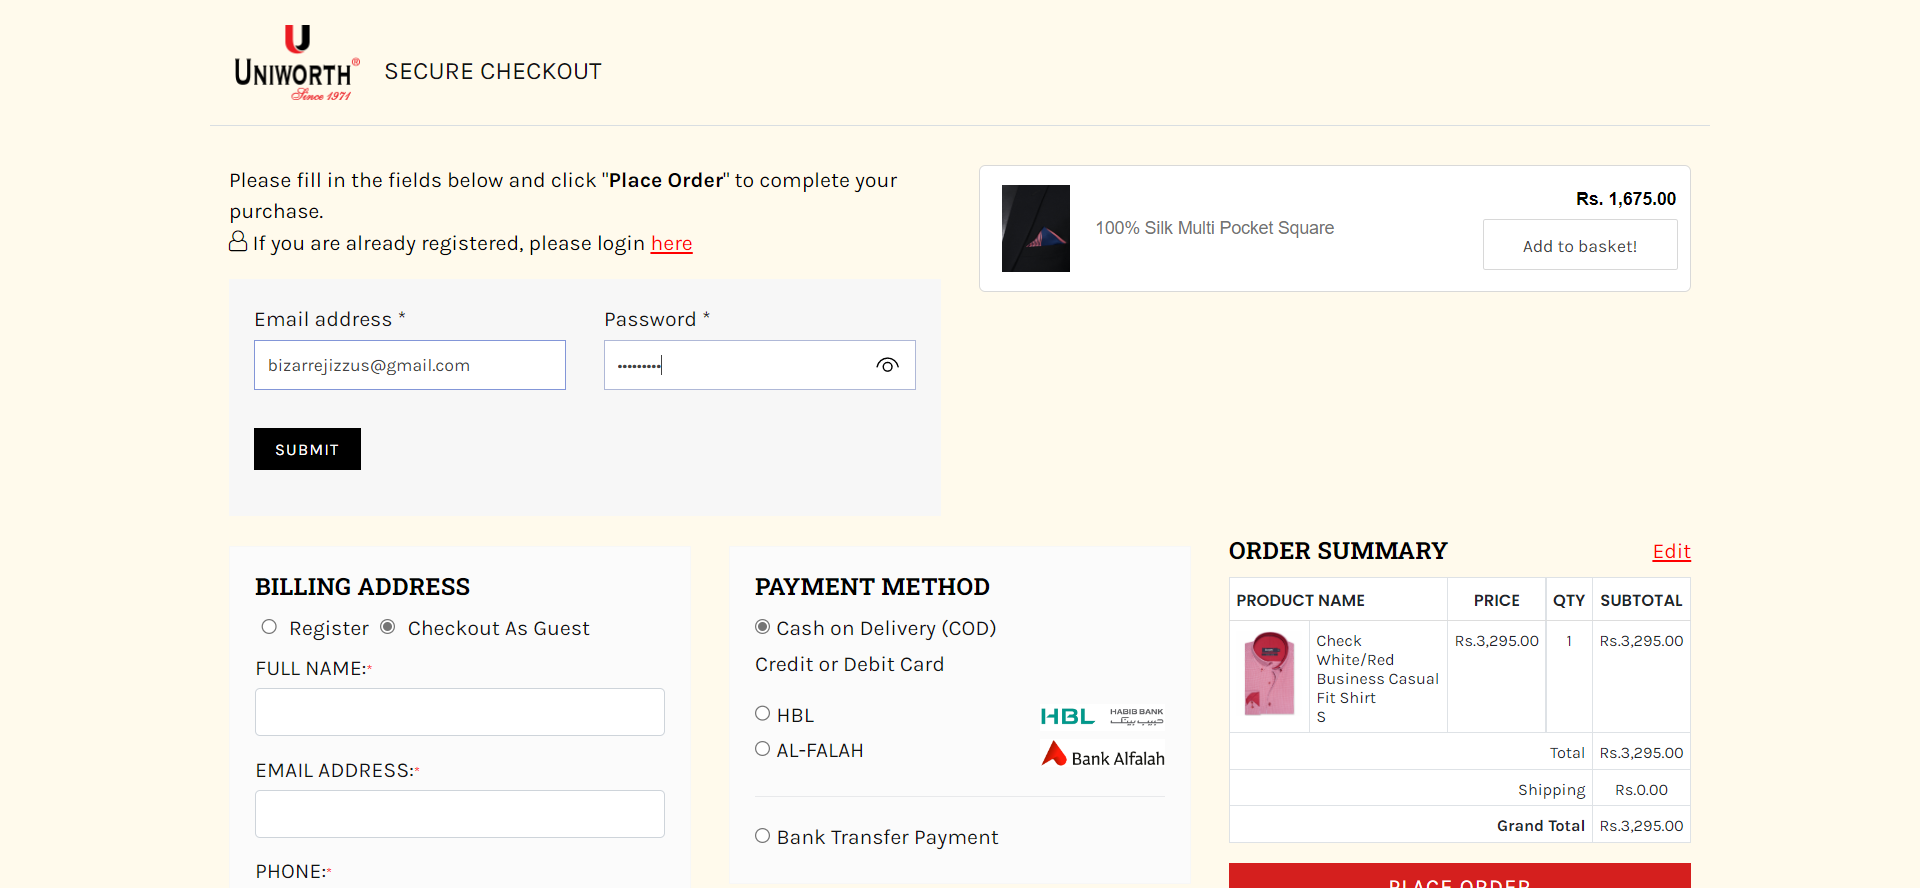 UNIWORTH®
Since 1971
SECURE CHECKOUT
Please fill in the fields below and click "Place Order" to complete your
purchase.
If you are already registered, please login here
Email address *
Password *
bizarrejizzus@gmail.com
•••••••••
SUBMIT
Rs. 1,675.00
100% Silk Multi Pocket Square
Add to basket!
BILLING ADDRESS
Register
Checkout As Guest
FULL NAME:*
EMAIL ADDRESS:*
PHONE:*
PAYMENT METHOD
Cash on Delivery (COD)
Credit or Debit Card
HBL
HBL HABIB BANK
حبیب بینک
AL-FALAH
Bank Alfalah
Bank Transfer Payment
ORDER SUMMARY
Edit
PRODUCT NAME PRICE QTY SUBTOTAL
Check Rs.3,295.00 1 Rs.3,295.00
White/Red
Business Casual
Fit Shirt
S
Total Rs.3,295.00
Shipping Rs.0.00
Grand Total Rs.3,295.00
PLACE ORDER